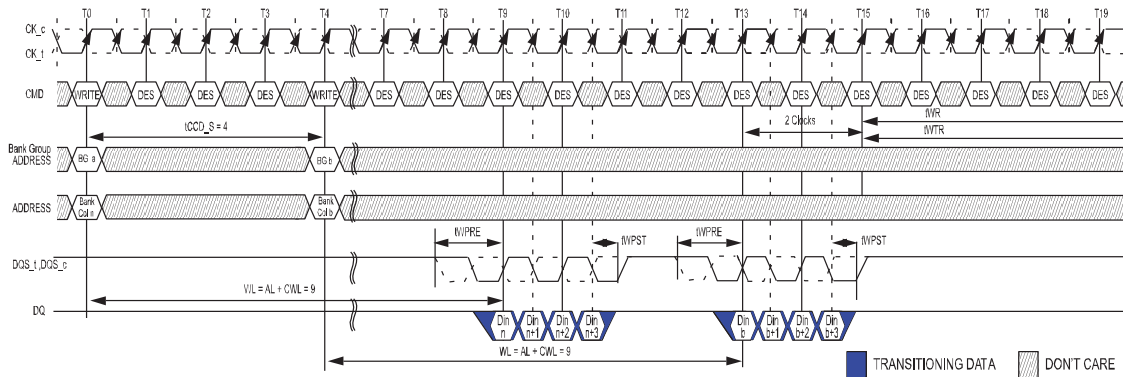 T0 T1 T2 T3 T4 T7 T8 T9 T10 T11 T12 T13 T14 T15 T16 T17 T18 T19
CK_c
CK_t
CMD WRITE DES DES DES WRITE DES DES DES DES DES DES DES DES DES DES DES DES DES
tCCD_S = 4
2 Clocks
tWR
tWTR
Bank Group
ADDRESS
BG a
BG b
ADDRESS
Bank
Col n
Bank
Col b
tWPRE
tWPST
tWPRE
tWPST
DQS_t,DQS_c
WL = AL + CWL = 9
DQ
Din
n
Din
n+1
Din
n+2
Din
n+3
Din
b
Din
b+1
Din
b+2
Din
b+3
WL = AL + CWL = 9
TRANSITIONING DATA
DON'T CARE